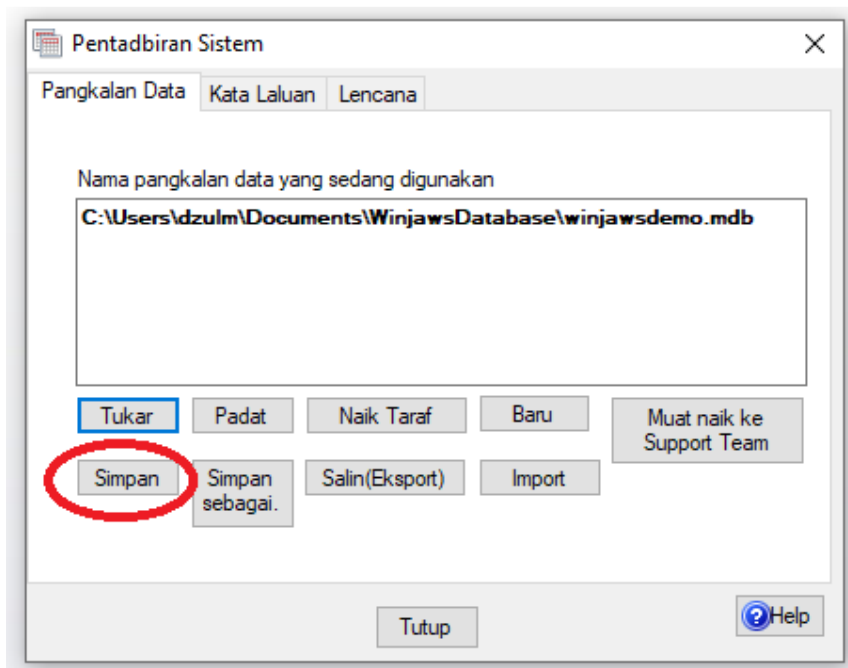 Pentadbiran Sistem
Pangkalan Data
Kata Laluan
Lencana
Nama pangkalan data yang sedang digunakan
C:\Users\dzulm\Documents\WinjawsDatabase\winjawsdemo.mdb
Tukar
Padat
Naik Taraf
Baru
Muat naik ke
Support Team
Simpan
Simpan
sebagai.
Salin(Eksport)
Import
Tutup
Help